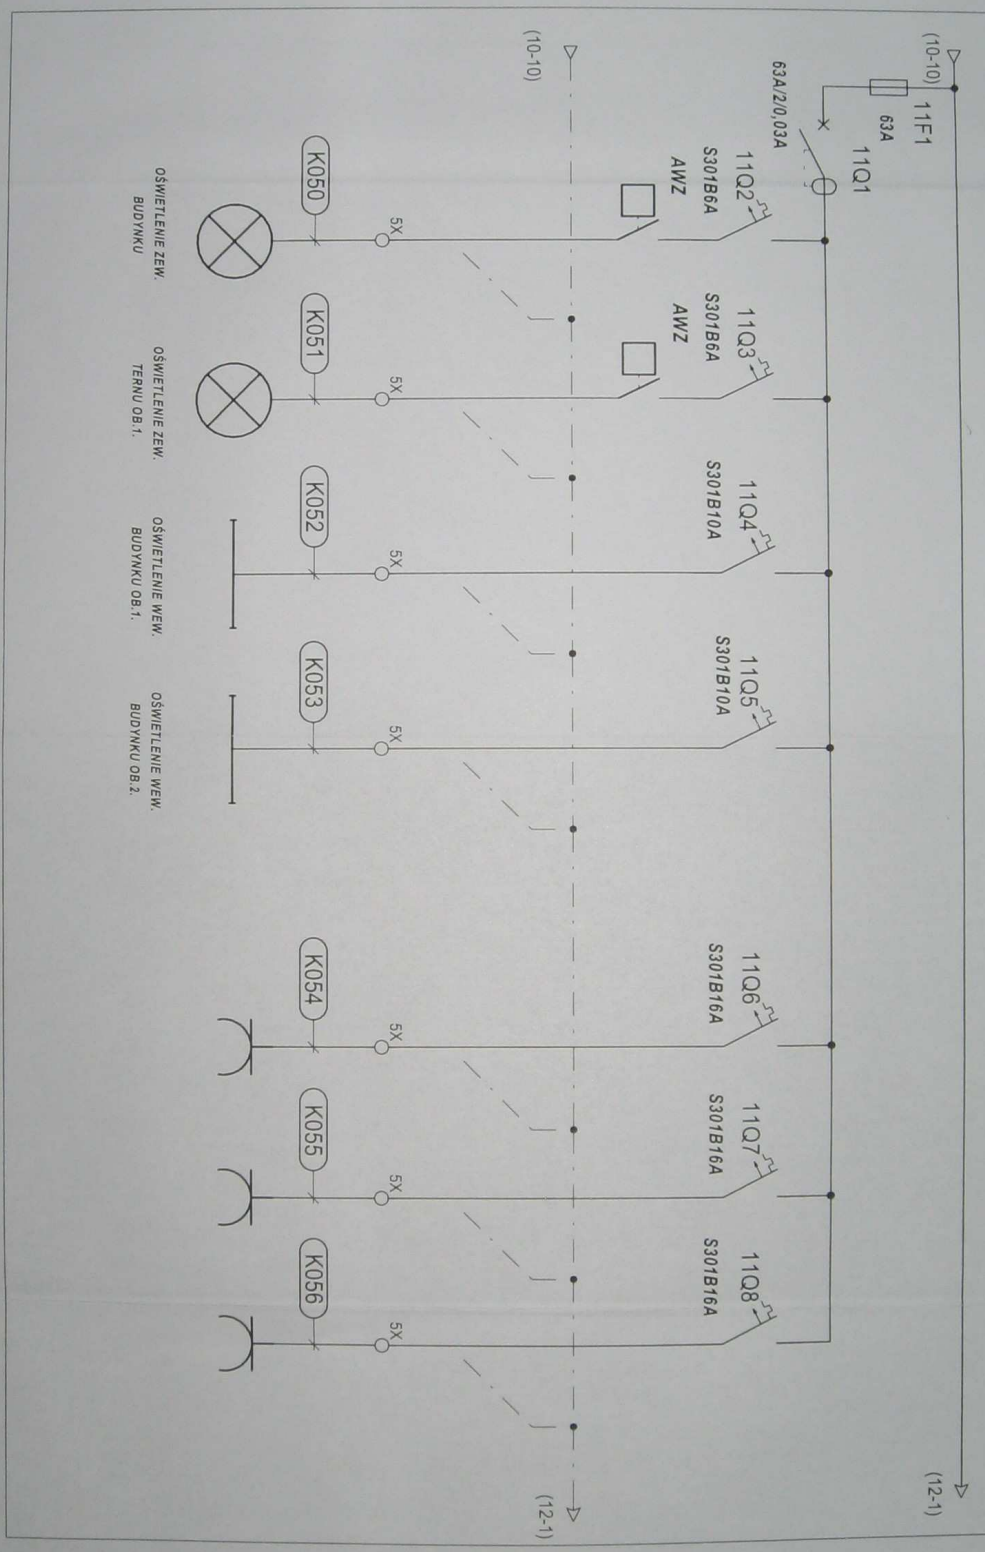 (10-10)
(12-1)
11F1
63A
11Q1
63A/2/0,03A
11Q2
S301B6A
AWZ
11Q3
S301B6A
AWZ
11Q4
S301B10A
11Q5
S301B10A
11Q6
S301B16A
11Q7
S301B16A
11Q8
S301B16A
(10-10)
(12-1)
5X
5X
5X
5X
5X
5X
5X
K050
K051
K052
K053
K054
K055
K056
OŚWIETLENIE ZEW.
BUDYNKU
OŚWIETLENIE ZEW.
TERNU OB.1.
OŚWIETLENIE WEW.
BUDYNKU OB.1.
OŚWIETLENIE WEW.
BUDYNKU OB.2.